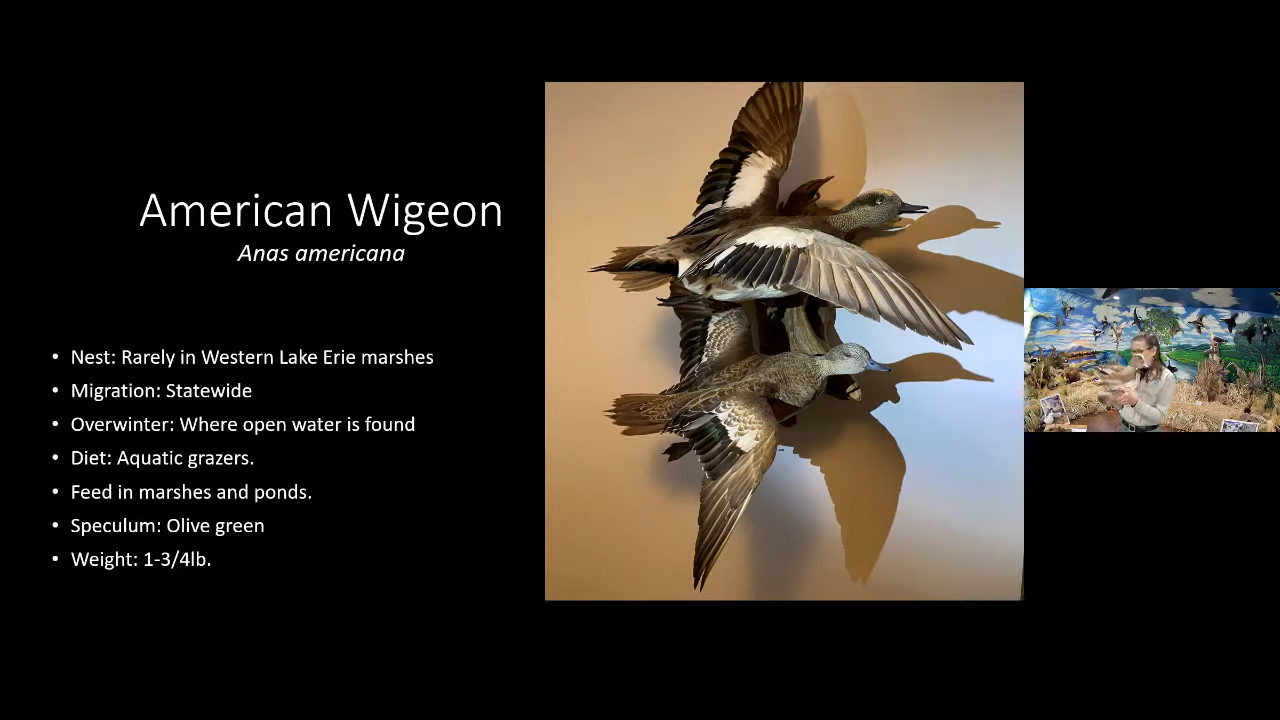 American Wigeon
Anas americana
• Nest: Rarely in Western Lake Erie marshes
• Migration: Statewide
• Overwinter: Where open water is found
• Diet: Aquatic grazers.
• Feed in marshes and ponds.
• Speculum: Olive green
• Weight: 1-3/4lb.